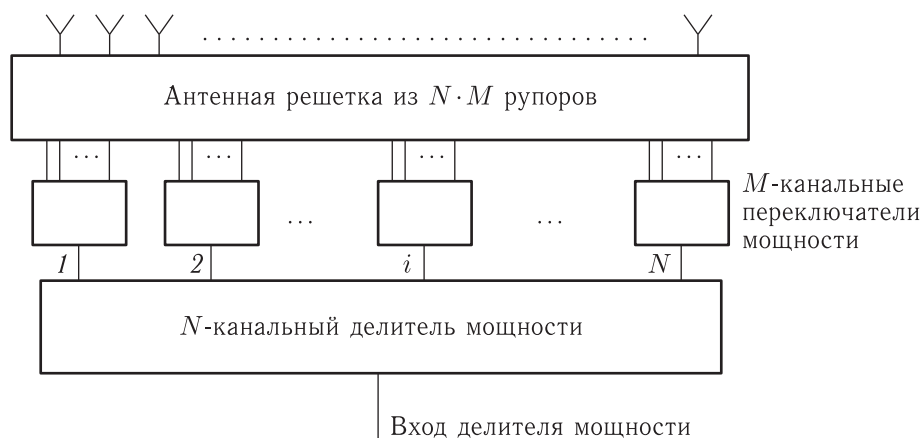 Антенная решетка из N·M рупоров
M-канальные
переключатели
мощности
1 2 i N
N-канальный делитель мощности
Вход делителя мощности